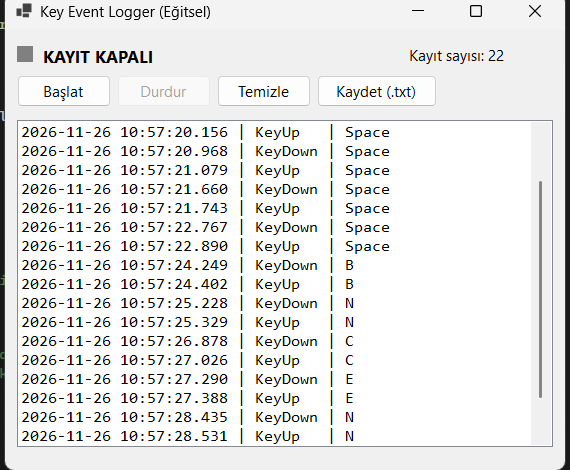 Key Event Logger (Eğitsel)
KAYIT KAPALI
Kayıt sayısı: 22
Başlat Durdur Temizle Kaydet (.txt)
2026-11-26 10:57:20.156 | KeyUp | Space
2026-11-26 10:57:20.968 | KeyDown | Space
2026-11-26 10:57:21.079 | KeyUp | Space
2026-11-26 10:57:21.660 | KeyDown | Space
2026-11-26 10:57:21.743 | KeyUp | Space
2026-11-26 10:57:22.767 | KeyDown | Space
2026-11-26 10:57:22.890 | KeyUp | Space
2026-11-26 10:57:24.249 | KeyDown | B
2026-11-26 10:57:24.402 | KeyUp | B
2026-11-26 10:57:25.228 | KeyDown | N
2026-11-26 10:57:25.329 | KeyUp | N
2026-11-26 10:57:26.878 | KeyDown | C
2026-11-26 10:57:27.026 | KeyUp | C
2026-11-26 10:57:27.290 | KeyDown | E
2026-11-26 10:57:27.388 | KeyUp | E
2026-11-26 10:57:28.435 | KeyDown | N
2026-11-26 10:57:28.531 | KeyUp | N